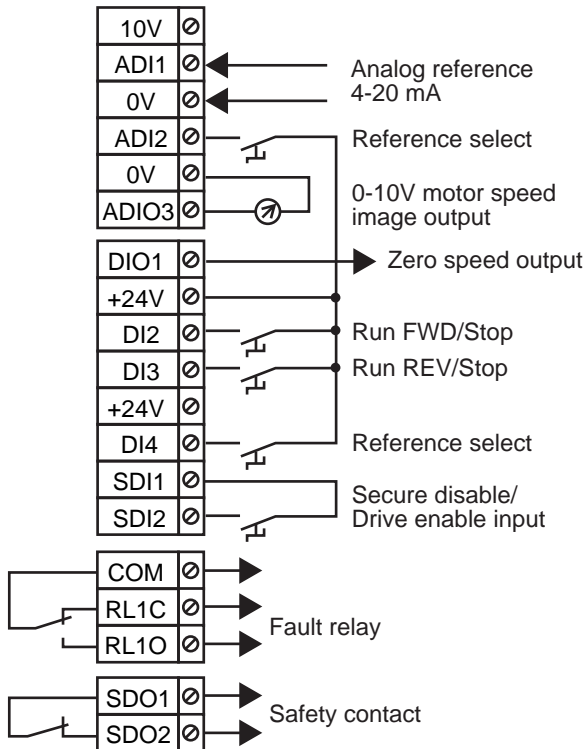 10V
ADI1
Analog reference
0V
4-20 mA
ADI2
Reference select
0V
0-10V motor speed
ADIO3
image output
DIO1
Zero speed output
+24V
DI2
Run FWD/Stop
DI3
Run REV/Stop
+24V
DI4
Reference select
SDI1
Secure disable/
SDI2
Drive enable input
COM
RL1C
Fault relay
RL1O
SDO1
Safety contact
SDO2